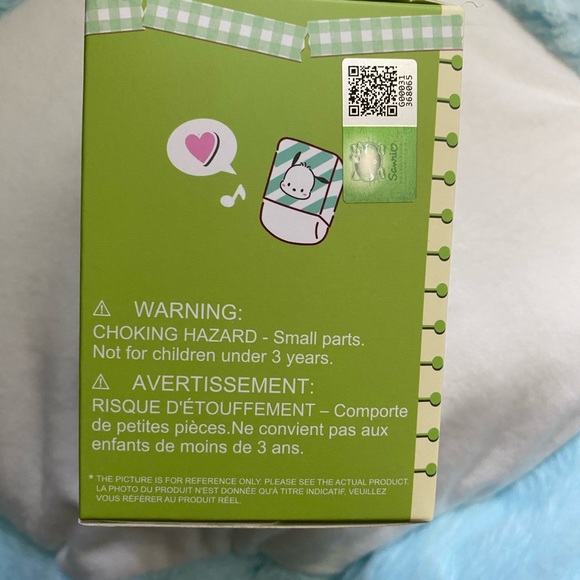 G00031
368065
Sanrio
WARNING:
CHOKING HAZARD - Small parts.
Not for children under 3 years.
AVERTISSEMENT:
RISQUE D'ÉTOUFFEMENT – Comporte
de petites pièces.Ne convient pas aux
enfants de moins de 3 ans.
* THE PICTURE IS FOR REFERENCE ONLY. PLEASE SEE THE ACTUAL PRODUCT.
LA PHOTO DU PRODUIT N'EST DONNÉE QU'À TITRE INDICATIF, VEUILLEZ
VOUS RÉFÉRER AU PRODUIT RÉEL.